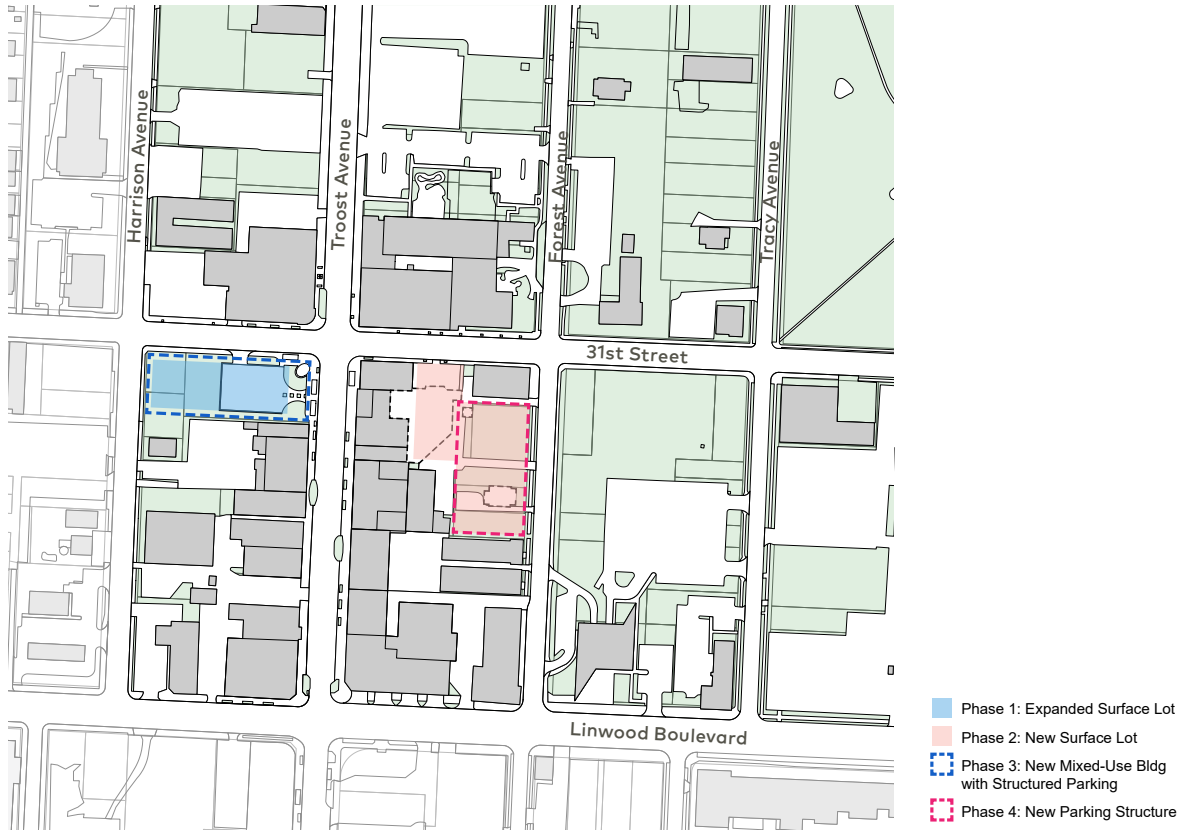 Harrison Avenue
Troost Avenue
Forest Avenue
Tracy Avenue
31st Street
Linwood Boulevard
Phase 1: Expanded Surface Lot
Phase 2: New Surface Lot
Phase 3: New Mixed-Use Bldg
with Structured Parking
Phase 4: New Parking Structure